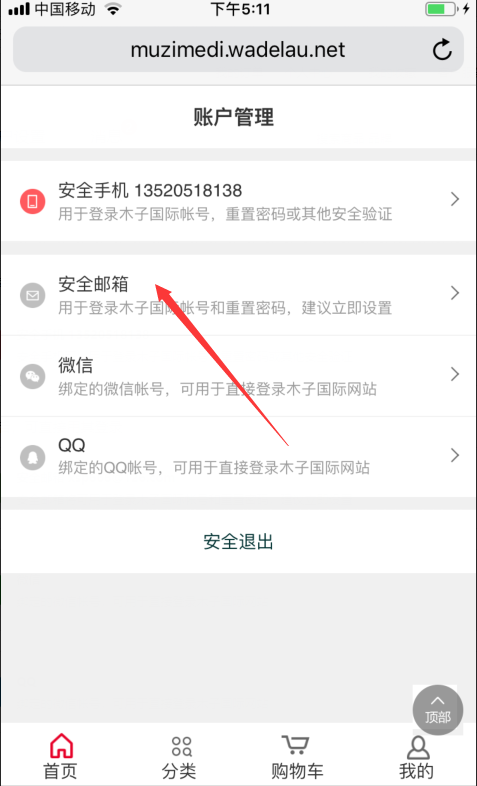 中国移动 下午5:11
muzimedi.wadelau.net
账户管理
安全手机 13520518138
用于登录木子国际帐号，重置密码或其他安全验证
安全邮箱
用于登录木子国际帐号和重置密码，建议立即设置
微信
绑定的微信帐号，可用于直接登录木子国际网站
QQ
绑定的QQ帐号，可用于直接登录木子国际网站
安全退出
顶部
首页 分类 购物车 我的